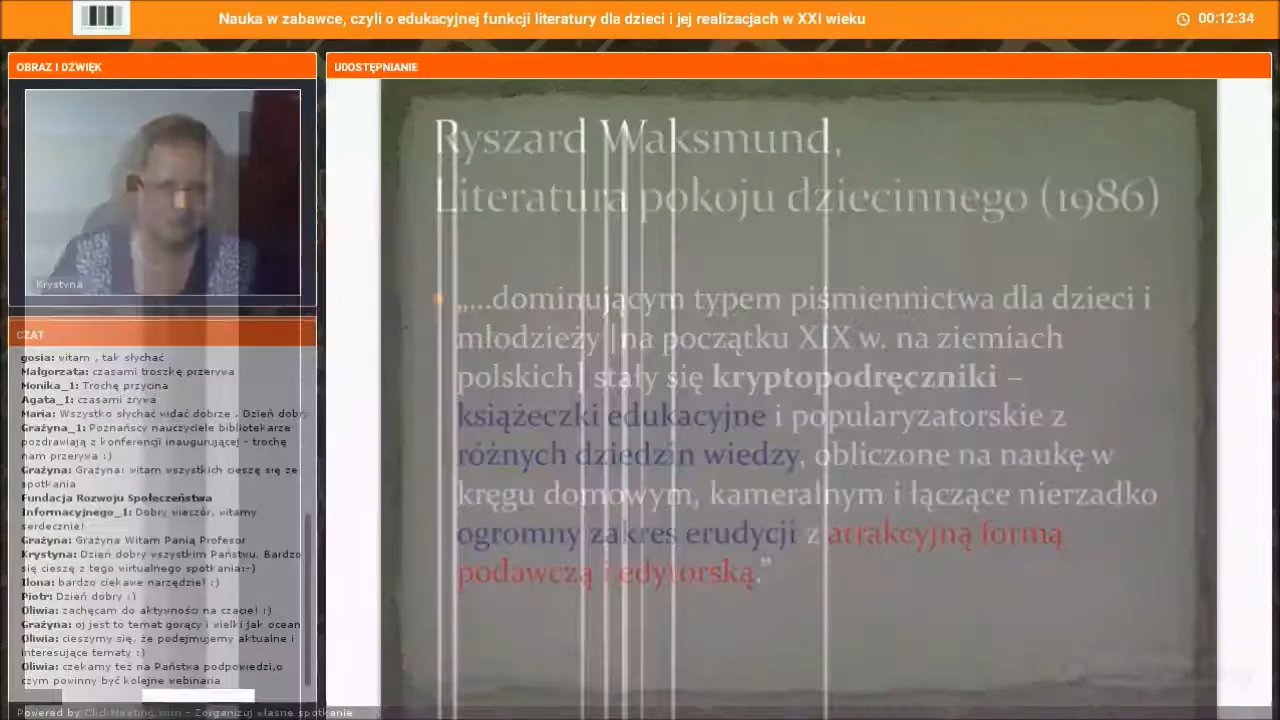 Nauka w zabawce, czyli o edukacyjnej funkcji literatury dla dzieci i jej realizacjach w XXI wieku
00:12:34
OBRAZ I DŹWIĘK
Krystyna
CZAT
gosia: witam , tak słychać
Małgorzata: czasami troszkę przerywa
Monika_1: Trochę przycina
Agata_1: czasami zrywa
Maria: Wszystko słychać widać dobrze . Dzień dobry
Grażyna_1: Poznańscy nauczyciele bibliotekarze
pozdrawiają z konferencji inaugurującej - trochę
nam przerywa :)
Grażyna: Grażyna: witam wszystkich cieszę się ze
spotkania
Fundacja Rozwoju Społeczeństwa
Informacyjnego_1: Dobry wieczór, witamy
serdecznie!
Grażyna: Grażyna Witam Panią Profesor
Krystyna: Dzień dobry wszystkim Państwu. Bardzo
się cieszę z tego wirtualnego spotkania:-)
Ilona: bardzo ciekawe narzędzie! :)
Piotr: Dzień dobry :)
Oliwia: zachęcam do aktywności na czacie! :)
Grażyna: oj jest to temat gorący i wielki jak ocean
Oliwia: cieszymy się, że podejmujemy aktualne i
interesujące tematy :)
Oliwia: czekamy też na Państwa podpowiedzi,o
czym powinny być kolejne webinaria
Powered by ClickMeeting.com - Zorganizuj własne spotkanie
UDOSTĘPNIANIE
Ryszard Waksmund,
Literatura pokoju dziecinnego (1986)
„...dominującym typem piśmiennictwa dla dzieci i
młodzieży [na początku XIX w. na ziemiach
polskich] stały się kryptopodręczniki –
książeczki edukacyjne i popularyzatorskie z
różnych dziedzin wiedzy, obliczone na naukę w
kręgu domowym, kameralnym i łączące nierzadko
ogromny zakres erudycji z atrakcyjną formą
podawczą i edytorską.”